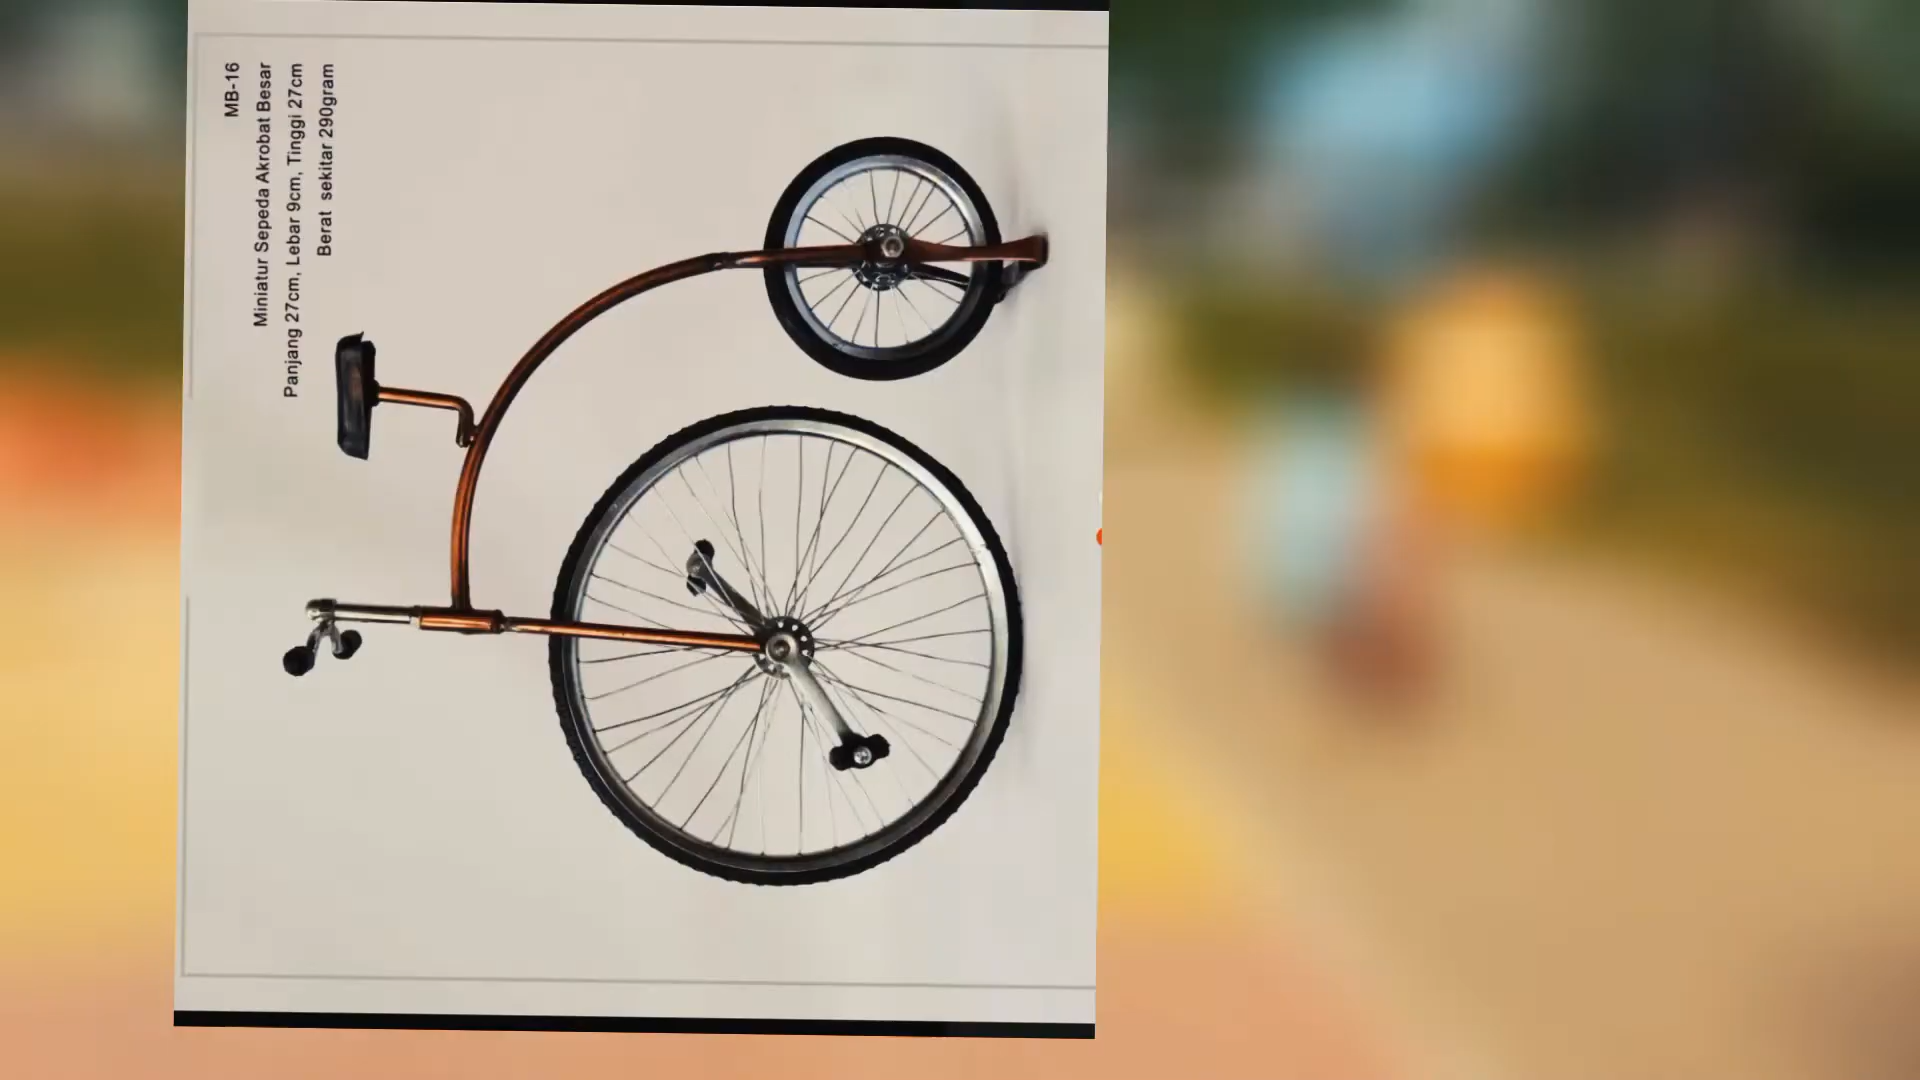 MB-16
Miniatur Sepeda Akrobat Besar
Panjang 27cm, Lebar 9cm, Tinggi 27cm
Berat sekitar 290gram